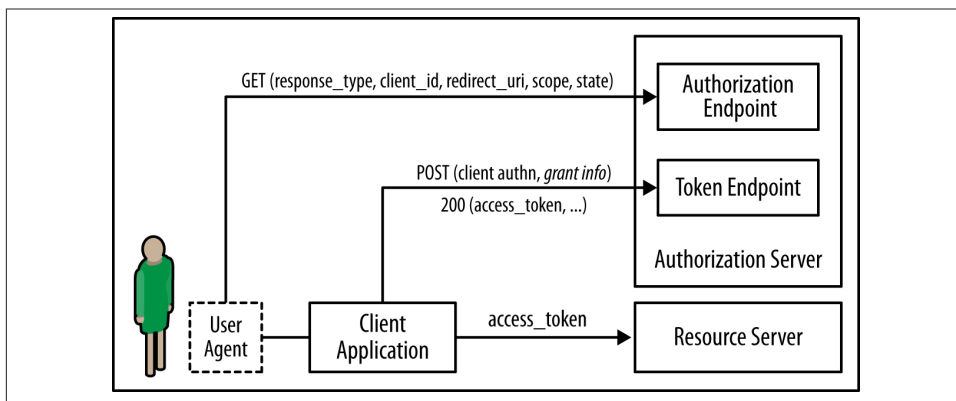 GET (response_type, client_id, redirect_uri, scope, state)
Authorization
Endpoint
POST (client authn, grant info)
200 (access_token, ...)
Token Endpoint
Authorization Server
User
Agent
Client
Application
access_token
Resource Server